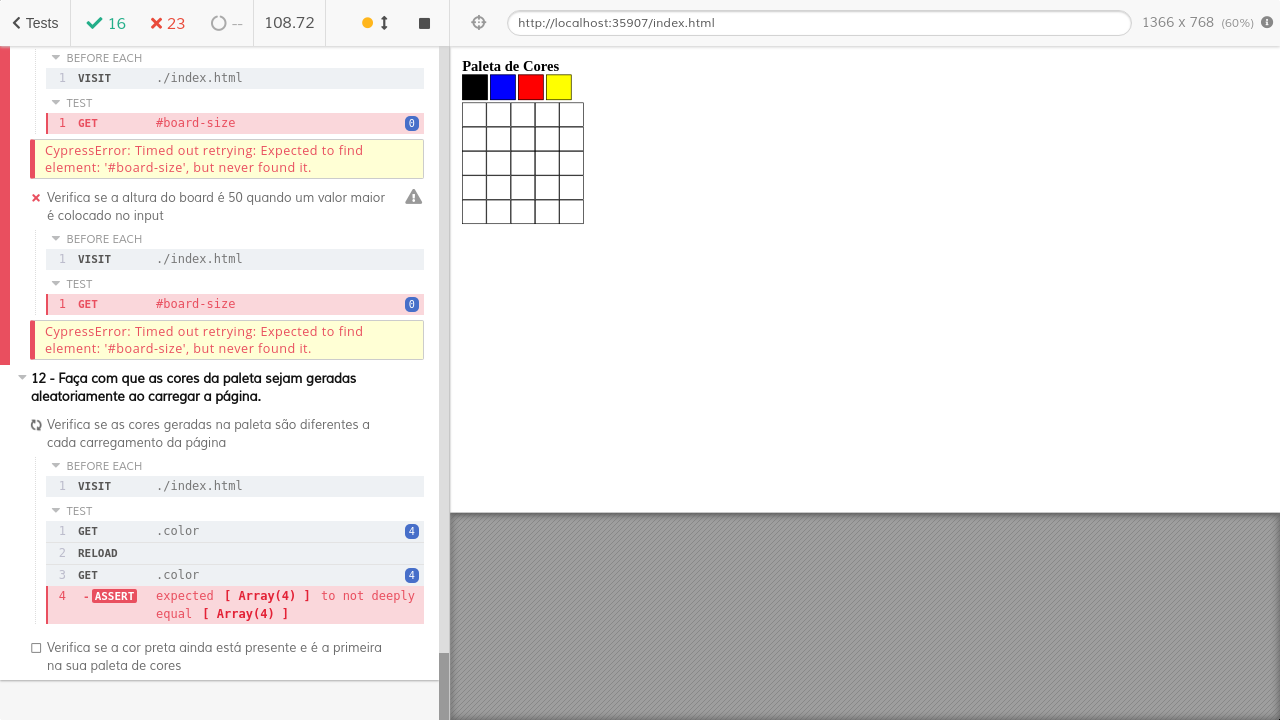 Tests 16 23 -- 108.72
http://localhost:35907/index.html 1366 x 768 (60%)
BEFORE EACH
1 VISIT ./index.html
TEST
1 GET #board-size 0
CypressError: Timed out retrying: Expected to find
element: '#board-size', but never found it.
Verifica se a altura do board é 50 quando um valor maior
é colocado no input
BEFORE EACH
1 VISIT ./index.html
TEST
1 GET #board-size 0
CypressError: Timed out retrying: Expected to find
element: '#board-size', but never found it.
12 - Faça com que as cores da paleta sejam geradas
aleatoriamente ao carregar a página.
Verifica se as cores geradas na paleta são diferentes a
cada carregamento da página
BEFORE EACH
1 VISIT ./index.html
TEST
1 GET .color 4
2 RELOAD
3 GET .color 4
4 - ASSERT expected [ Array(4) ] to not deeply
equal [ Array(4) ]
Verifica se a cor preta ainda está presente e é a primeira
na sua paleta de cores
Paleta de Cores